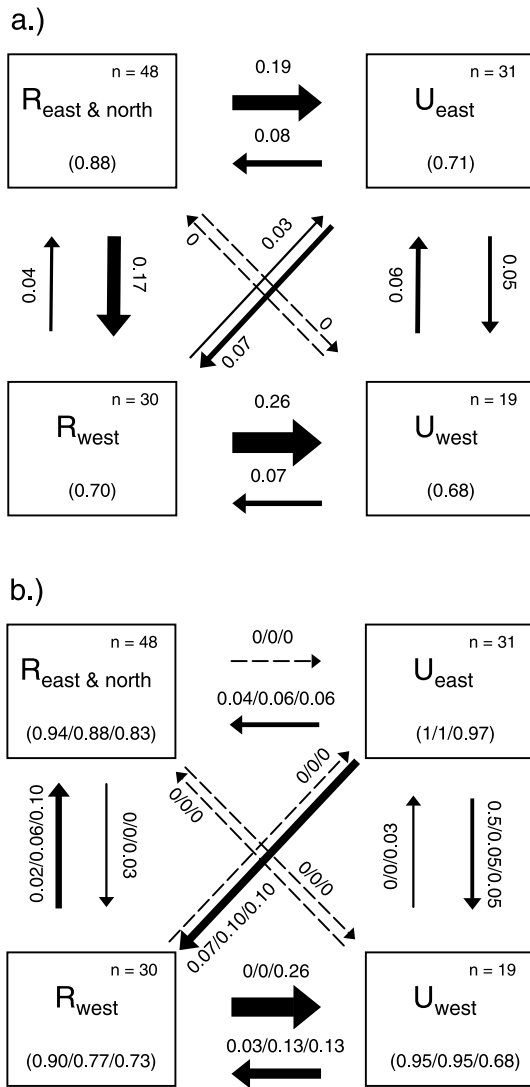 a.)
n = 48
R east & north
(0.88)
0.19
0.08
n = 31
U east
(0.71)
0.04
0.17
0
0.03
0.07
0
0.06
0.05
n = 30
R west
(0.70)
0.26
0.07
n = 19
U west
(0.68)
b.)
n = 48
R east & north
(0.94/0.88/0.83)
0/0/0
0.04/0.06/0.06
n = 31
U east
(1/1/0.97)
0.02/0.06/0.10
0/0/0.03
0/0/0
0/0/0
0.07/0.10/0.10
0/0/0
0/0/0.03
0.5/0.05/0.05
n = 30
R west
(0.90/0.77/0.73)
0/0/0.26
0.03/0.13/0.13
n = 19
U west
(0.95/0.95/0.68)